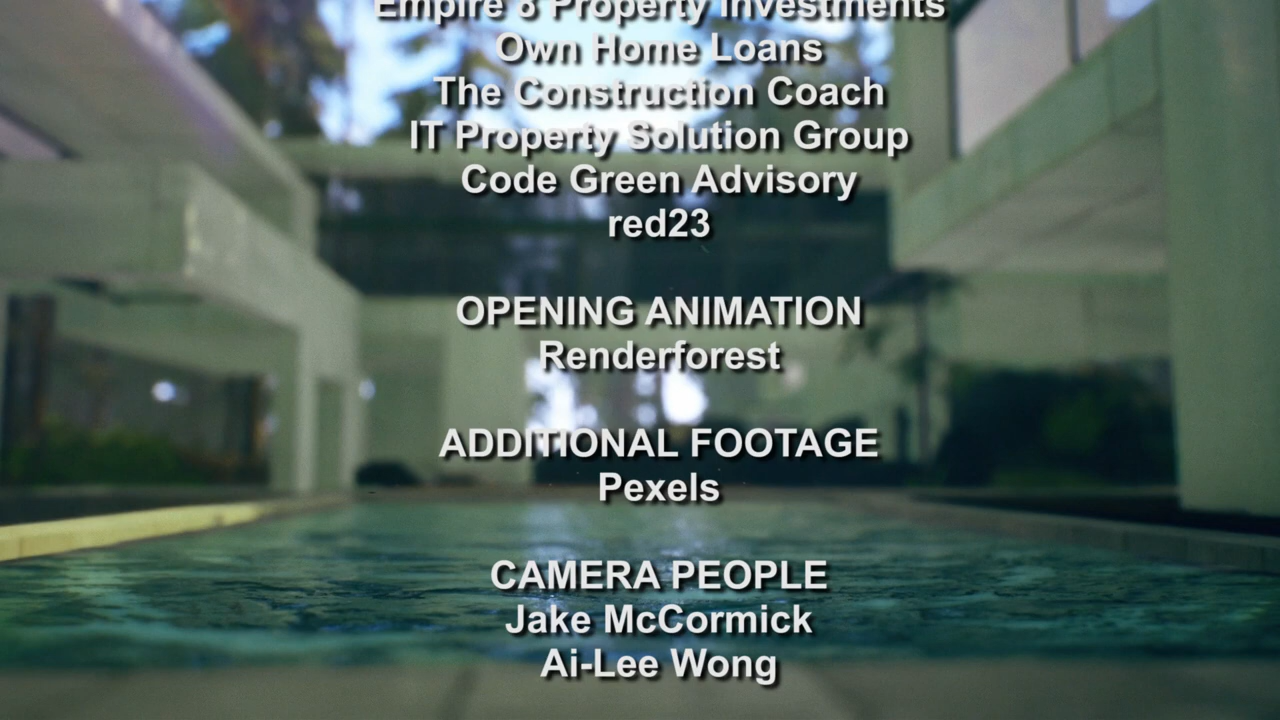 Empire 8 Property Investments
Own Home Loans
The Construction Coach
IT Property Solution Group
Code Green Advisory
red23
OPENING ANIMATION
Renderforest
ADDITIONAL FOOTAGE
Pexels
CAMERA PEOPLE
Jake McCormick
Ai-Lee Wong